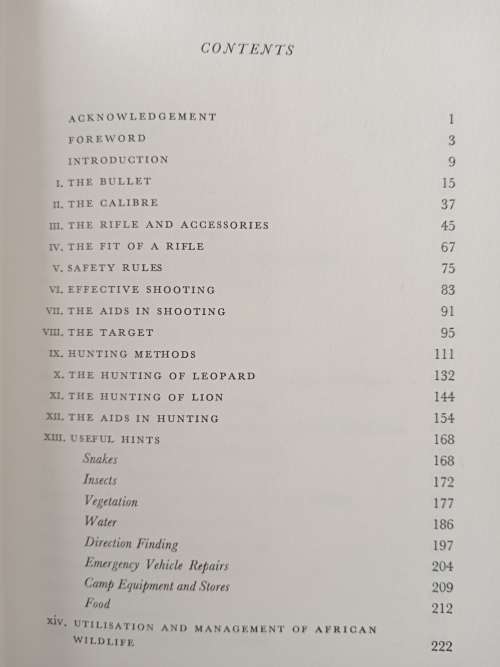 CONTENTS
ACKNOWLEDGEMENT 1
FOREWORD 3
INTRODUCTION 9
I. THE BULLET 15
II. THE CALIBRE 37
III. THE RIFLE AND ACCESSORIES 45
IV. THE FIT OF A RIFLE 67
V. SAFETY RULES 75
VI. EFFECTIVE SHOOTING 83
VII. THE AIDS IN SHOOTING 91
VIII. THE TARGET 95
IX. HUNTING METHODS 111
X. THE HUNTING OF LEOPARD 132
XI. THE HUNTING OF LION 144
XII. THE AIDS IN HUNTING 154
XIII. USEFUL HINTS 168
Snakes 168
Insects 172
Vegetation 177
Water 186
Direction Finding 197
Emergency Vehicle Repairs 204
Camp Equipment and Stores 209
Food 212
XIV. UTILISATION AND MANAGEMENT OF AFRICAN
WILDLIFE 222